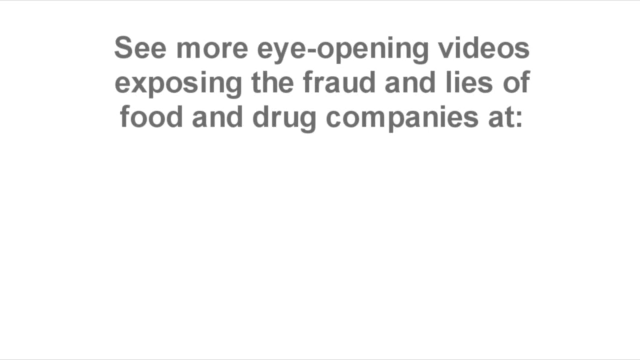 See more eye-opening videos
exposing the fraud and lies of
food and drug companies at: